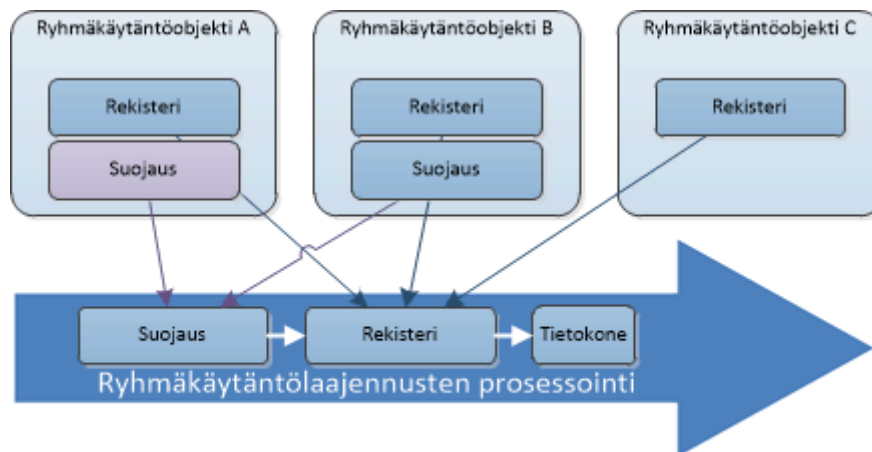 Ryhmäkäytäntöobjekti A
Rekisteri
Suojaus
Ryhmäkäytäntöobjekti B
Rekisteri
Suojaus
Ryhmäkäytäntöobjekti C
Rekisteri
Suojaus
Rekisteri
Tietokone
Ryhmäkäytäntölaajennusten prosessointi